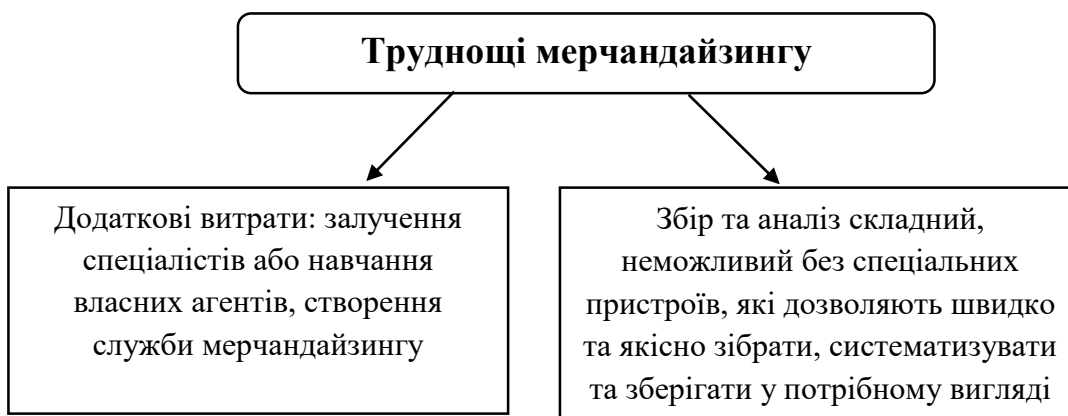 Труднощі мерчандайзингу
Додаткові витрати: залучення
спеціалістів або навчання
власних агентів, створення
служби мерчандайзингу
Збір та аналіз складний,
неможливий без спеціальних
пристроїв, які дозволяють швидко
та якісно зібрати, систематизувати
та зберігати у потрібному вигляді